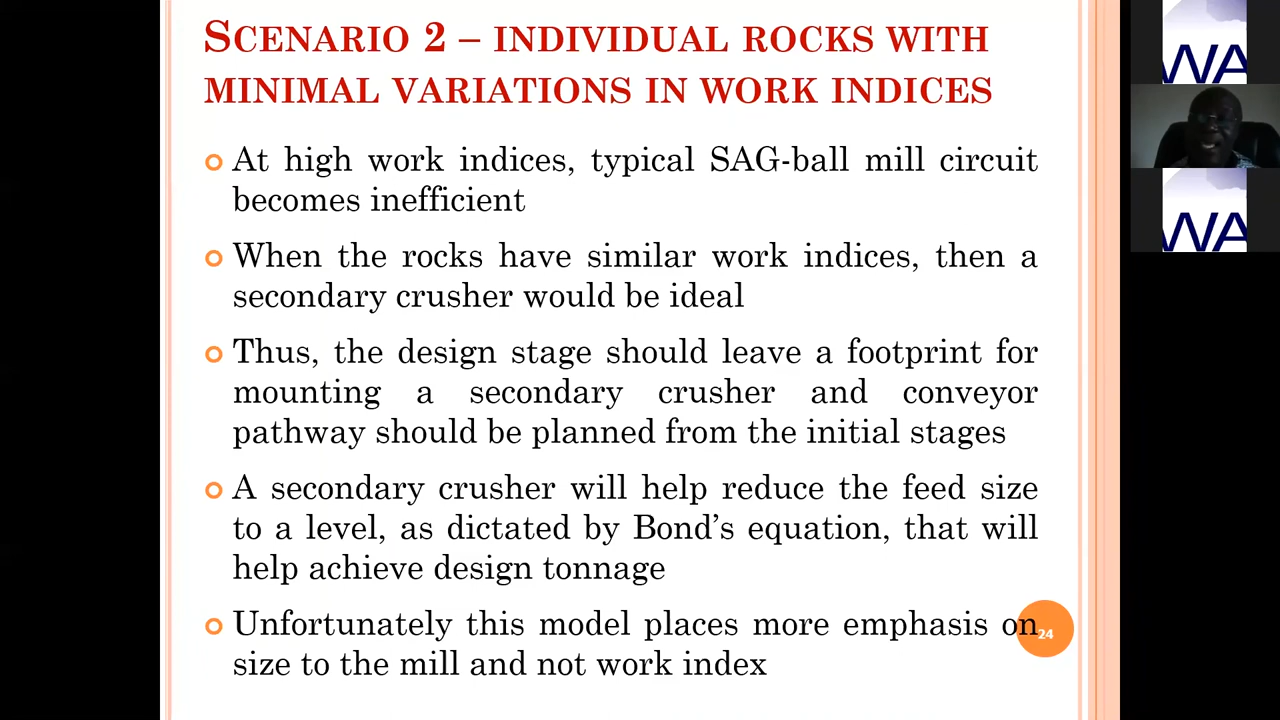 SCENARIO 2 – INDIVIDUAL ROCKS WITH
MINIMAL VARIATIONS IN WORK INDICES
At high work indices, typical SAG-ball mill circuit
becomes inefficient
When the rocks have similar work indices, then a
secondary crusher would be ideal
Thus, the design stage should leave a footprint for
mounting a secondary crusher and conveyor
pathway should be planned from the initial stages
A secondary crusher will help reduce the feed size
to a level, as dictated by Bond's equation, that will
help achieve design tonnage
Unfortunately this model places more emphasis on
size to the mill and not work index
24
WA
WA